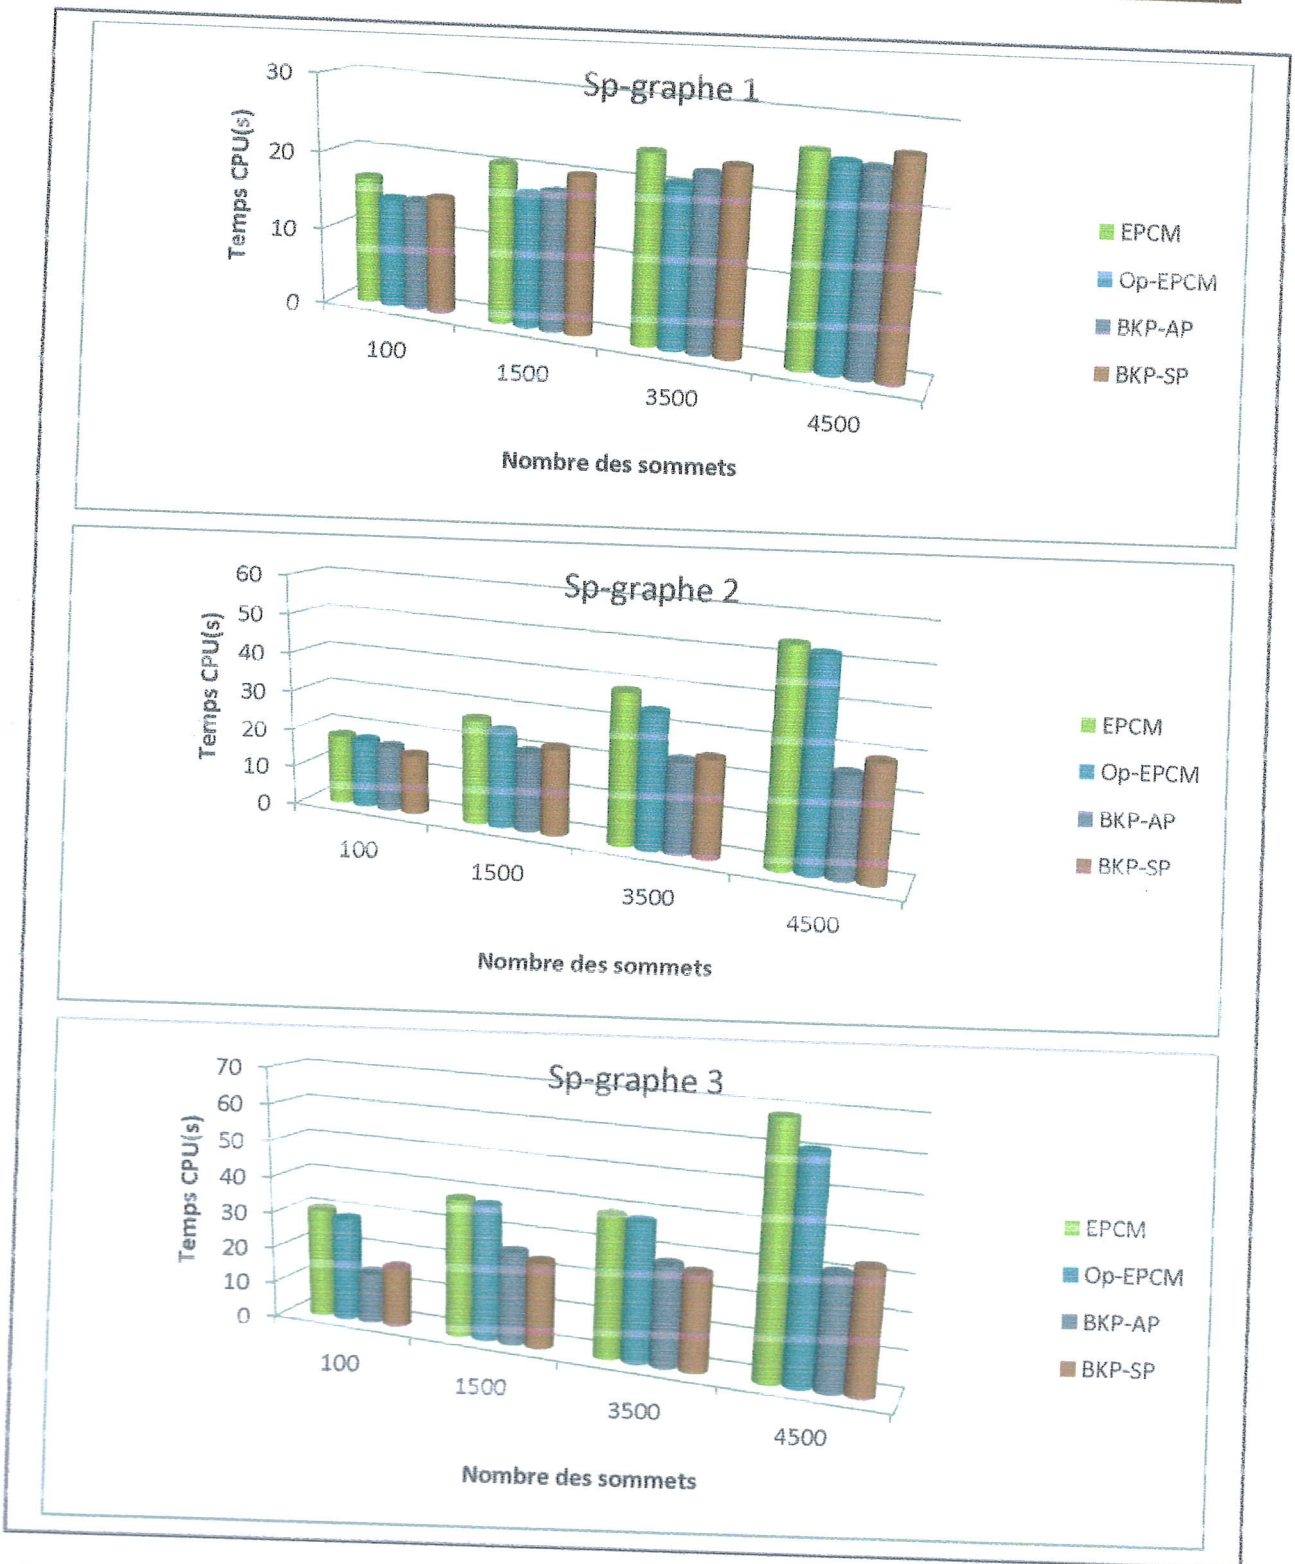 Sp-graphe 1
Temps CPU(s)
30
20
10
0
100
1500
3500
4500
Nombre des sommets
EPCM
Op-EPCM
BKP-AP
BKP-SP
Sp-graphe 2
Temps CPU(s)
60
50
40
30
20
10
0
100
1500
3500
4500
Nombre des sommets
EPCM
Op-EPCM
BKP-AP
BKP-SP
Sp-graphe 3
Temps CPU(s)
70
60
50
40
30
20
10
0
100
1500
3500
4500
Nombre des sommets
EPCM
Op-EPCM
BKP-AP
BKP-SP